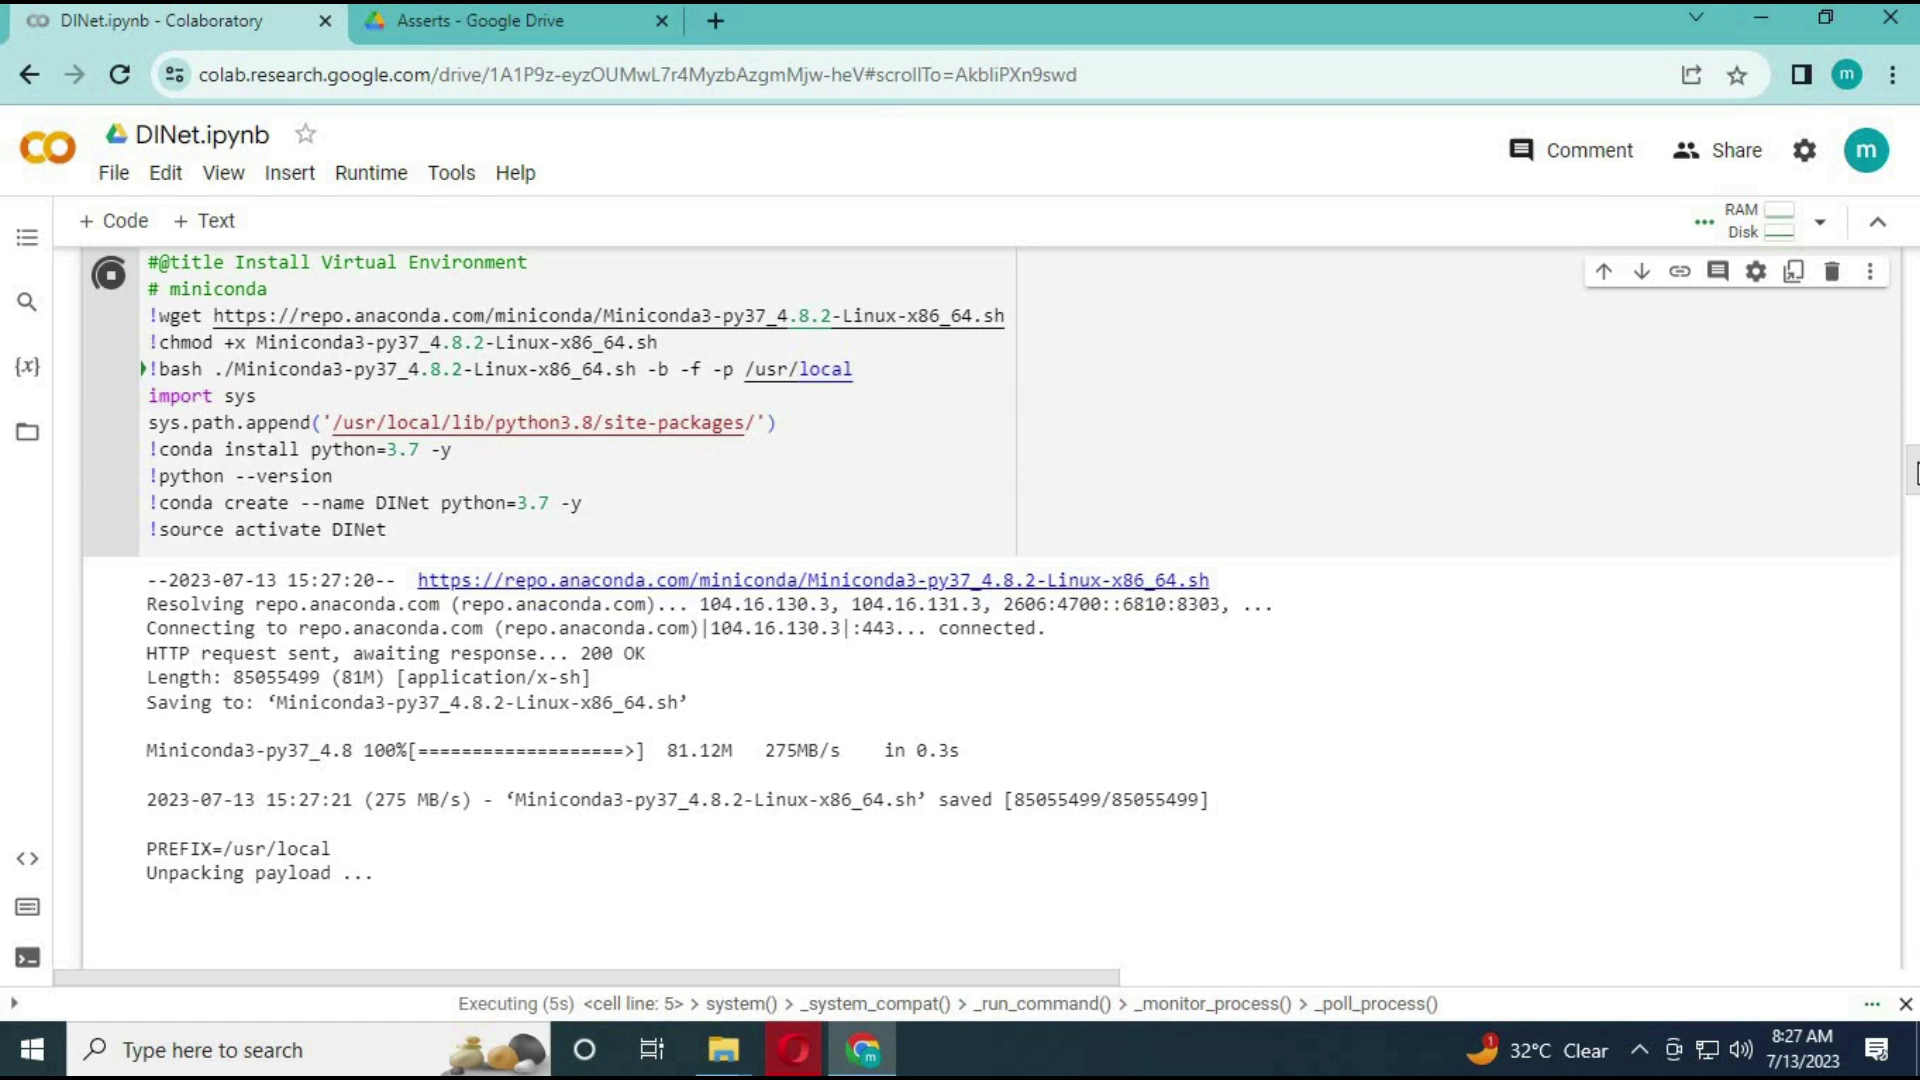 DINet.ipynb - Colaboratory
Asserts - Google Drive
colab.research.google.com/drive/1A1P9z-eyzOUMwL7r4MyzbAzgmMjw-heV#scrollTo=AkbliPXn9swd
m
DINet.ipynb
File Edit View Insert Runtime Tools Help
Comment
Share
m
+ Code + Text
RAM
Disk
#@title Install Virtual Environment
# miniconda
!wget https://repo.anaconda.com/miniconda/Miniconda3-py37_4.8.2-Linux-x86_64.sh
!chmod +x Miniconda3-py37_4.8.2-Linux-x86_64.sh
!bash ./Miniconda3-py37_4.8.2-Linux-x86_64.sh -b -f -p /usr/local
import sys
sys.path.append('/usr/local/lib/python3.8/site-packages/')
!conda install python=3.7 -y
!python --version
!conda create --name DINet python=3.7 -y
!source activate DINet
--2023-07-13 15:27:20-- https://repo.anaconda.com/miniconda/Miniconda3-py37_4.8.2-Linux-x86_64.sh
Resolving repo.anaconda.com (repo.anaconda.com)... 104.16.130.3, 104.16.131.3, 2606:4700::6810:8303, ...
Connecting to repo.anaconda.com (repo.anaconda.com)|104.16.130.3|:443... connected.
HTTP request sent, awaiting response... 200 OK
Length: 85055499 (81M) [application/x-sh]
Saving to: ‘Miniconda3-py37_4.8.2-Linux-x86_64.sh’
Miniconda3-py37_4.8 100%[===================>] 81.12M 275MB/s in 0.3s
2023-07-13 15:27:21 (275 MB/s) - ‘Miniconda3-py37_4.8.2-Linux-x86_64.sh’ saved [85055499/85055499]
PREFIX=/usr/local
Unpacking payload ...
Executing (5s) <cell line: 5> > system() > _system_compat() > _run_command() > _monitor_process() > _poll_process()
Type here to search
m
1
32°C Clear
8:27 AM
7/13/2023